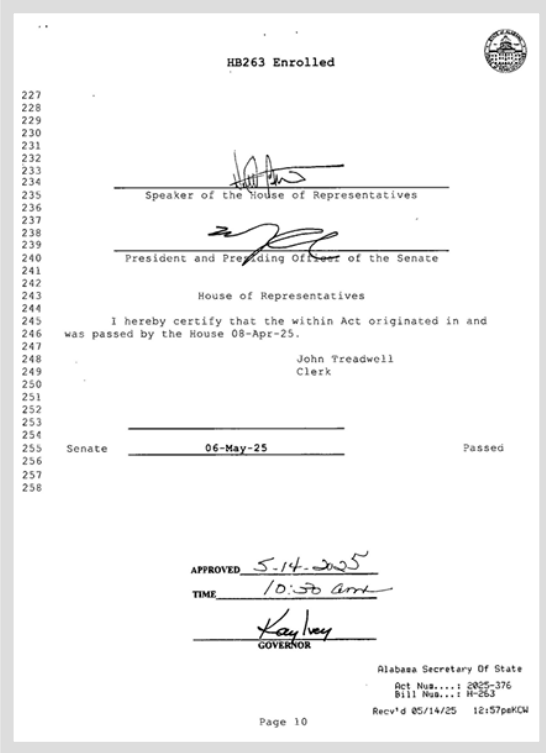 HB263 Enrolled
227
228
229
230
231
232
233
234
235 Speaker of the House of Representatives
236
237
238
239
240 President and Presiding Officer of the Senate
241
242
243 House of Representatives
244
245 I hereby certify that the within Act originated in and
246 was passed by the House 08-Apr-25.
247
248 John Treadwell
249 Clerk
250
251
252
253
254
255 Senate 06-May-25 Passed
256
257
258
APPROVED 5-14-2025
TIME 10:50 am
Kay Ivey
GOVERNOR
Alabama Secretary Of State
Act Num....: 2025-376
Bill Num...: H-263
Recv'd 05/14/25 12:57pmKCW
Page 10